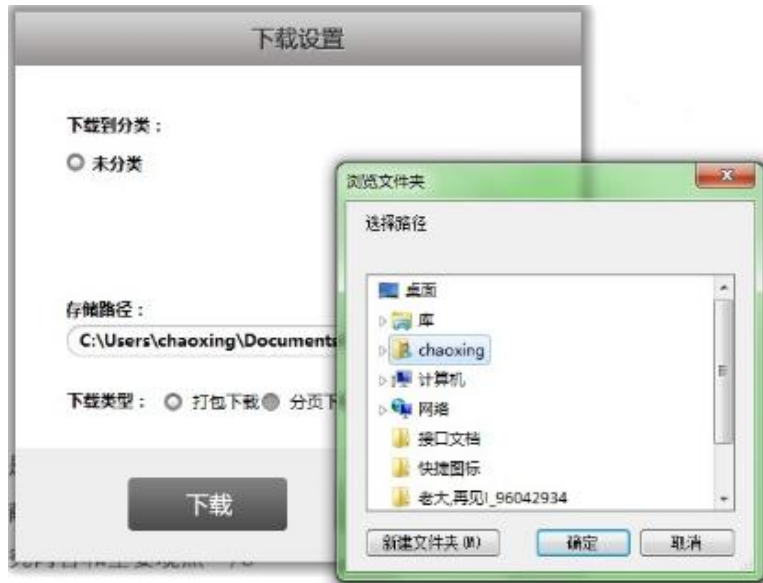 下载设置
下载到分类：
未分类
存储路径：
C:\Users\chaoxing\Documents
下载类型： 打包下载 分页下
下载
浏览文件夹
选择路径
桌面
库
chaoxing
计算机
网络
接口文档
快捷图标
老大,再见!_96042934
新建文件夹(M) 确定 取消